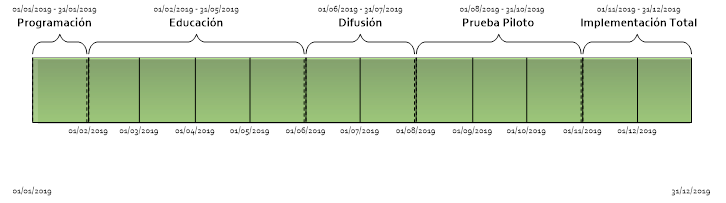 01/01/2019 - 31/01/2019
Programación
01/02/2019 - 31/05/2019
Educación
01/06/2019 - 31/07/2019
Difusión
01/08/2019 - 31/10/2019
Prueba Piloto
01/11/2019 - 31/12/2019
Implementación Total
01/02/2019
01/03/2019
01/04/2019
01/05/2019
01/06/2019
01/07/2019
01/08/2019
01/09/2019
01/10/2019
01/11/2019
01/12/2019
01/01/2019
31/12/2019